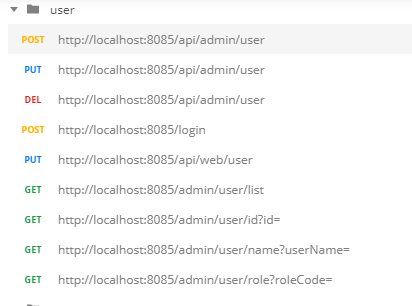 user
POST http://localhost:8085/api/admin/user
PUT http://localhost:8085/api/admin/user
DEL http://localhost:8085/api/admin/user
POST http://localhost:8085/login
PUT http://localhost:8085/api/web/user
GET http://localhost:8085/admin/user/list
GET http://localhost:8085/admin/user/id?id=
GET http://localhost:8085/admin/user/name?userName=
GET http://localhost:8085/admin/user/role?roleCode=